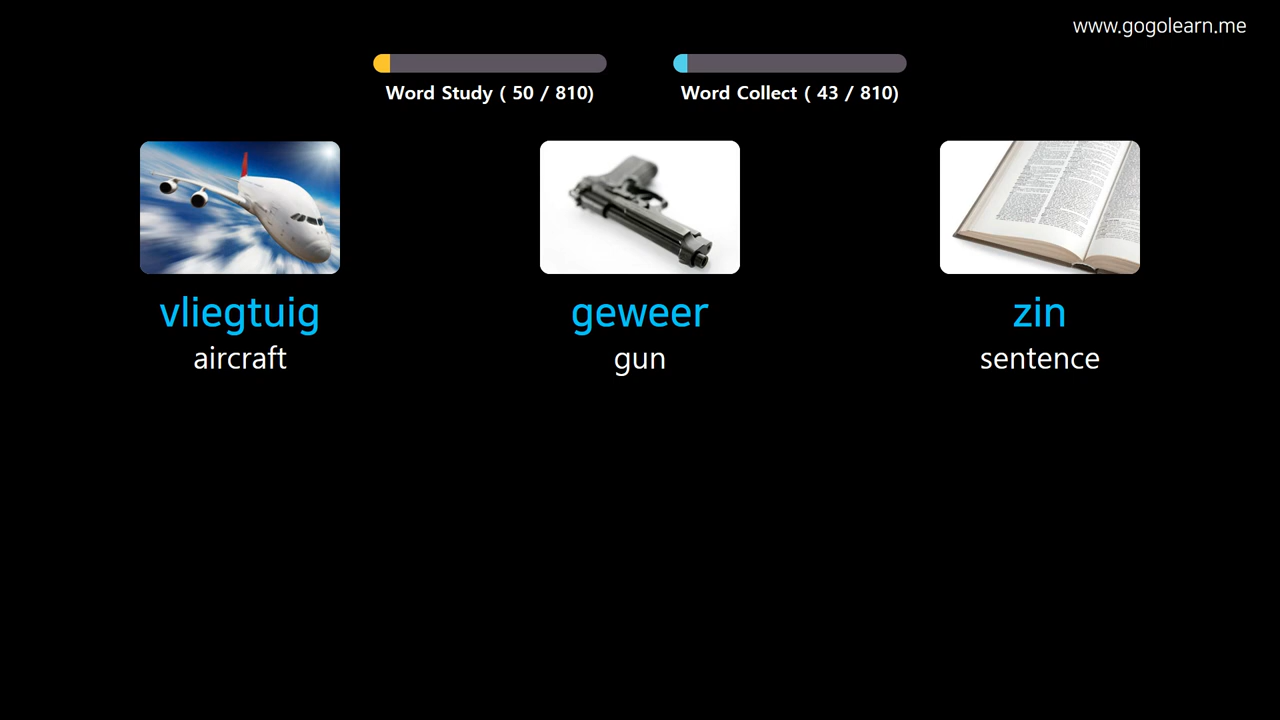 www.gogolearn.me
Word Study ( 50 / 810)
Word Collect ( 43 / 810)
vliegtuig
aircraft
geweer
gun
zin
sentence